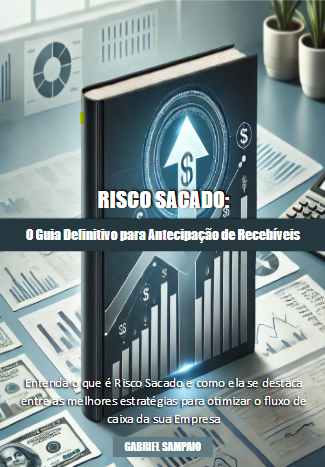 RISCO SACADO:
O Guia Definitivo para Antecipação de Recebíveis
Entenda o que é Risco Sacado e como ela se destaca
entre as melhores estratégias para otimizar o fluxo de
caixa da sua Empresa
GABRIEL SAMPAIO